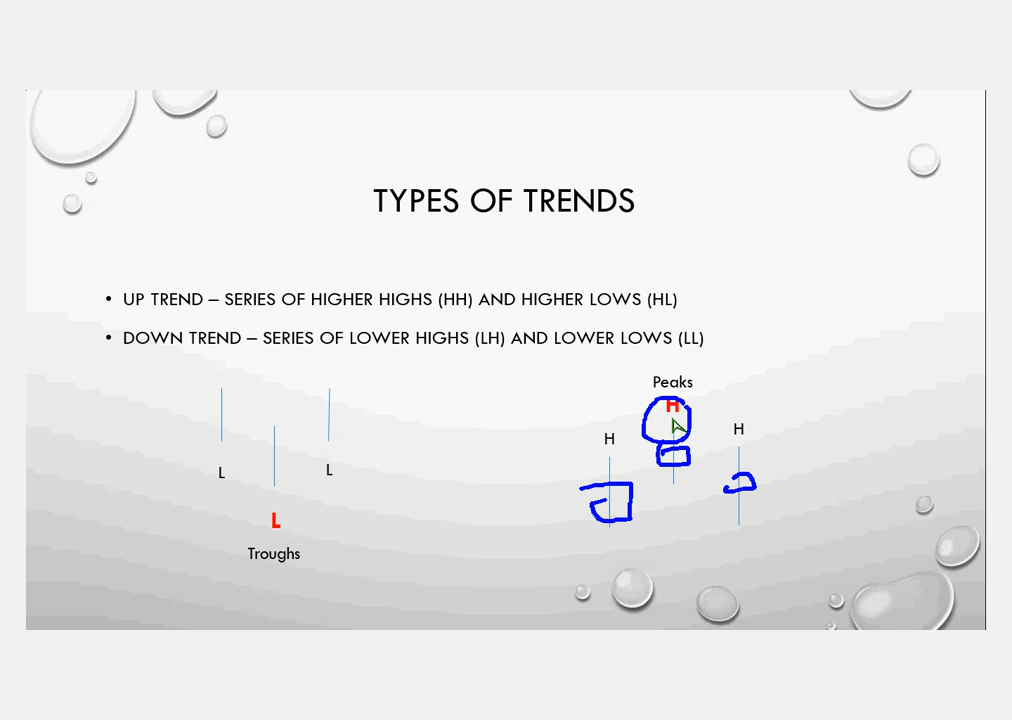 TYPES OF TRENDS
• UP TREND – SERIES OF HIGHER HIGHS (HH) AND HIGHER LOWS (HL)
• DOWN TREND – SERIES OF LOWER HIGHS (LH) AND LOWER LOWS (LL)
Peaks
H
H
H
L
L
L
Troughs